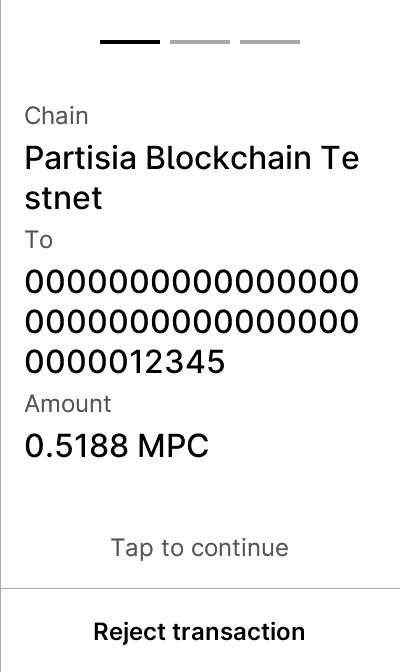 Chain
Partisia Blockchain Te
stnet
To
0000000000000000
0000000000000000
0000012345
Amount
0.5188 MPC
Tap to continue
Reject transaction